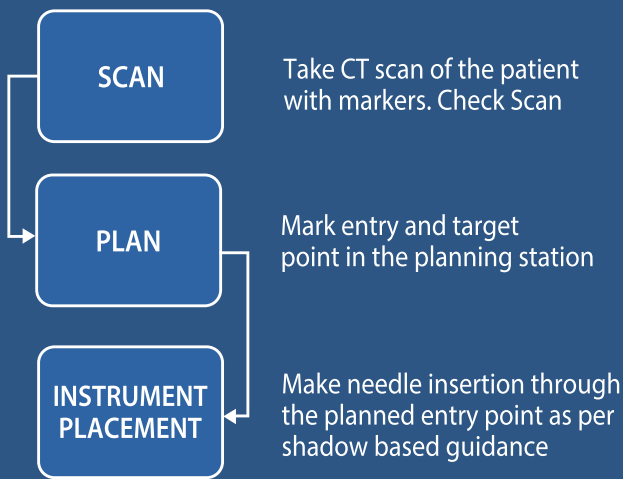 SCAN
Take CT scan of the patient
with markers. Check Scan
PLAN
Mark entry and target
point in the planning station
INSTRUMENT
PLACEMENT
Make needle insertion through
the planned entry point as per
shadow based guidance